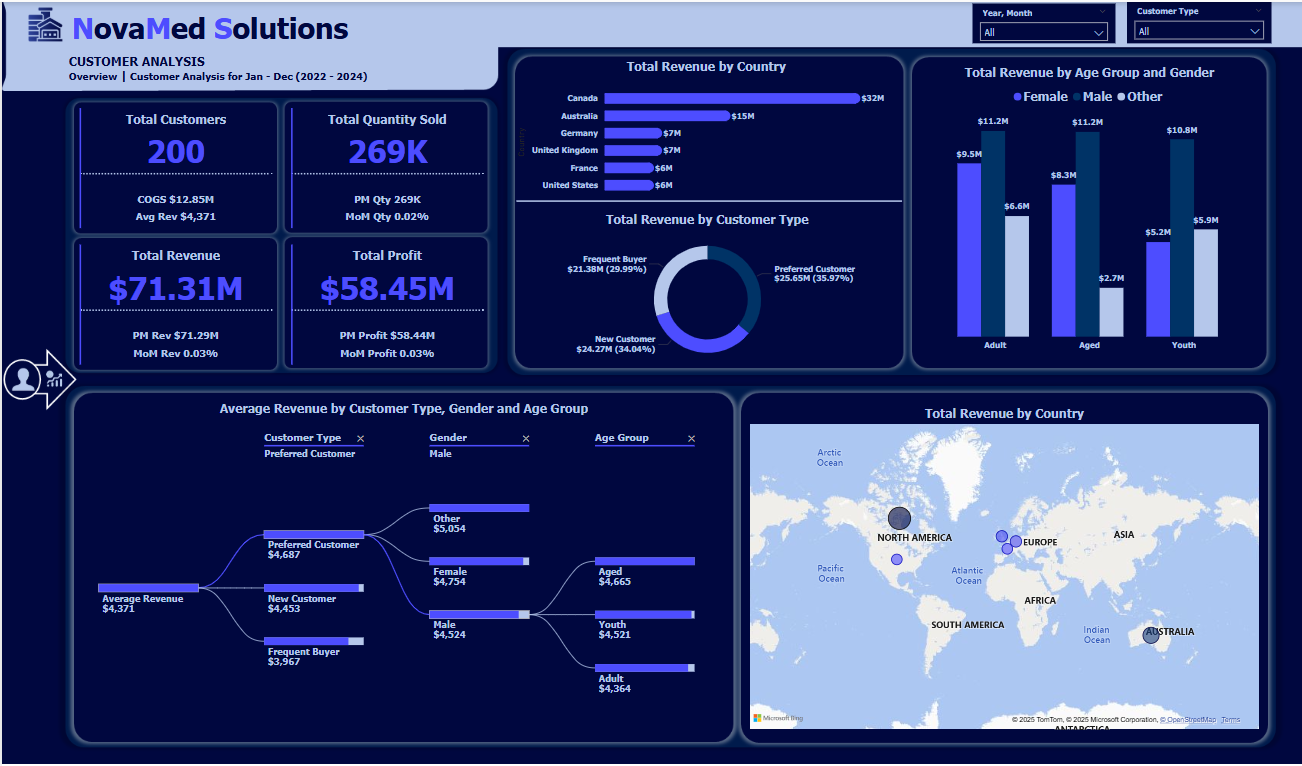 NovaMed Solutions
CUSTOMER ANALYSIS
Overview | Customer Analysis for Jan - Dec (2022 - 2024)
Year, Month
All
Customer Type
All
Total Customers
200
COGS $12.85M
Avg Rev $4,371
Total Quantity Sold
269K
PM Qty 269K
MoM Qty 0.02%
Total Revenue
$71.31M
PM Rev $71.29M
MoM Rev 0.03%
Total Profit
$58.45M
PM Profit $58.44M
MoM Profit 0.03%
Total Revenue by Country
Country
Canada $32M
Australia $15M
Germany $7M
United Kingdom $7M
France $6M
United States $6M
Total Revenue by Customer Type
Frequent Buyer
$21.38M (29.99%)
Preferred Customer
$25.65M (35.97%)
New Customer
$24.27M (34.04%)
Total Revenue by Age Group and Gender
Female Male Other
$9.5M $11.2M $6.6M
$8.3M $11.2M $2.7M
$5.2M $10.8M $5.9M
Adult Aged Youth
Average Revenue by Customer Type, Gender and Age Group
Customer Type
Preferred Customer
Gender
Male
Age Group
Average Revenue
$4,371
Preferred Customer
$4,687
New Customer
$4,453
Frequent Buyer
$3,967
Other
$5,054
Female
$4,754
Male
$4,524
Aged
$4,665
Youth
$4,521
Adult
$4,364
Total Revenue by Country
Arctic
Ocean
NORTH AMERICA
EUROPE
ASIA
Pacific
Ocean
Atlantic
Ocean
AFRICA
SOUTH AMERICA
Indian
Ocean
AUSTRALIA
Microsoft Bing
© 2025 TomTom, © 2025 Microsoft Corporation, © OpenStreetMap Terms
ANTARCTICA